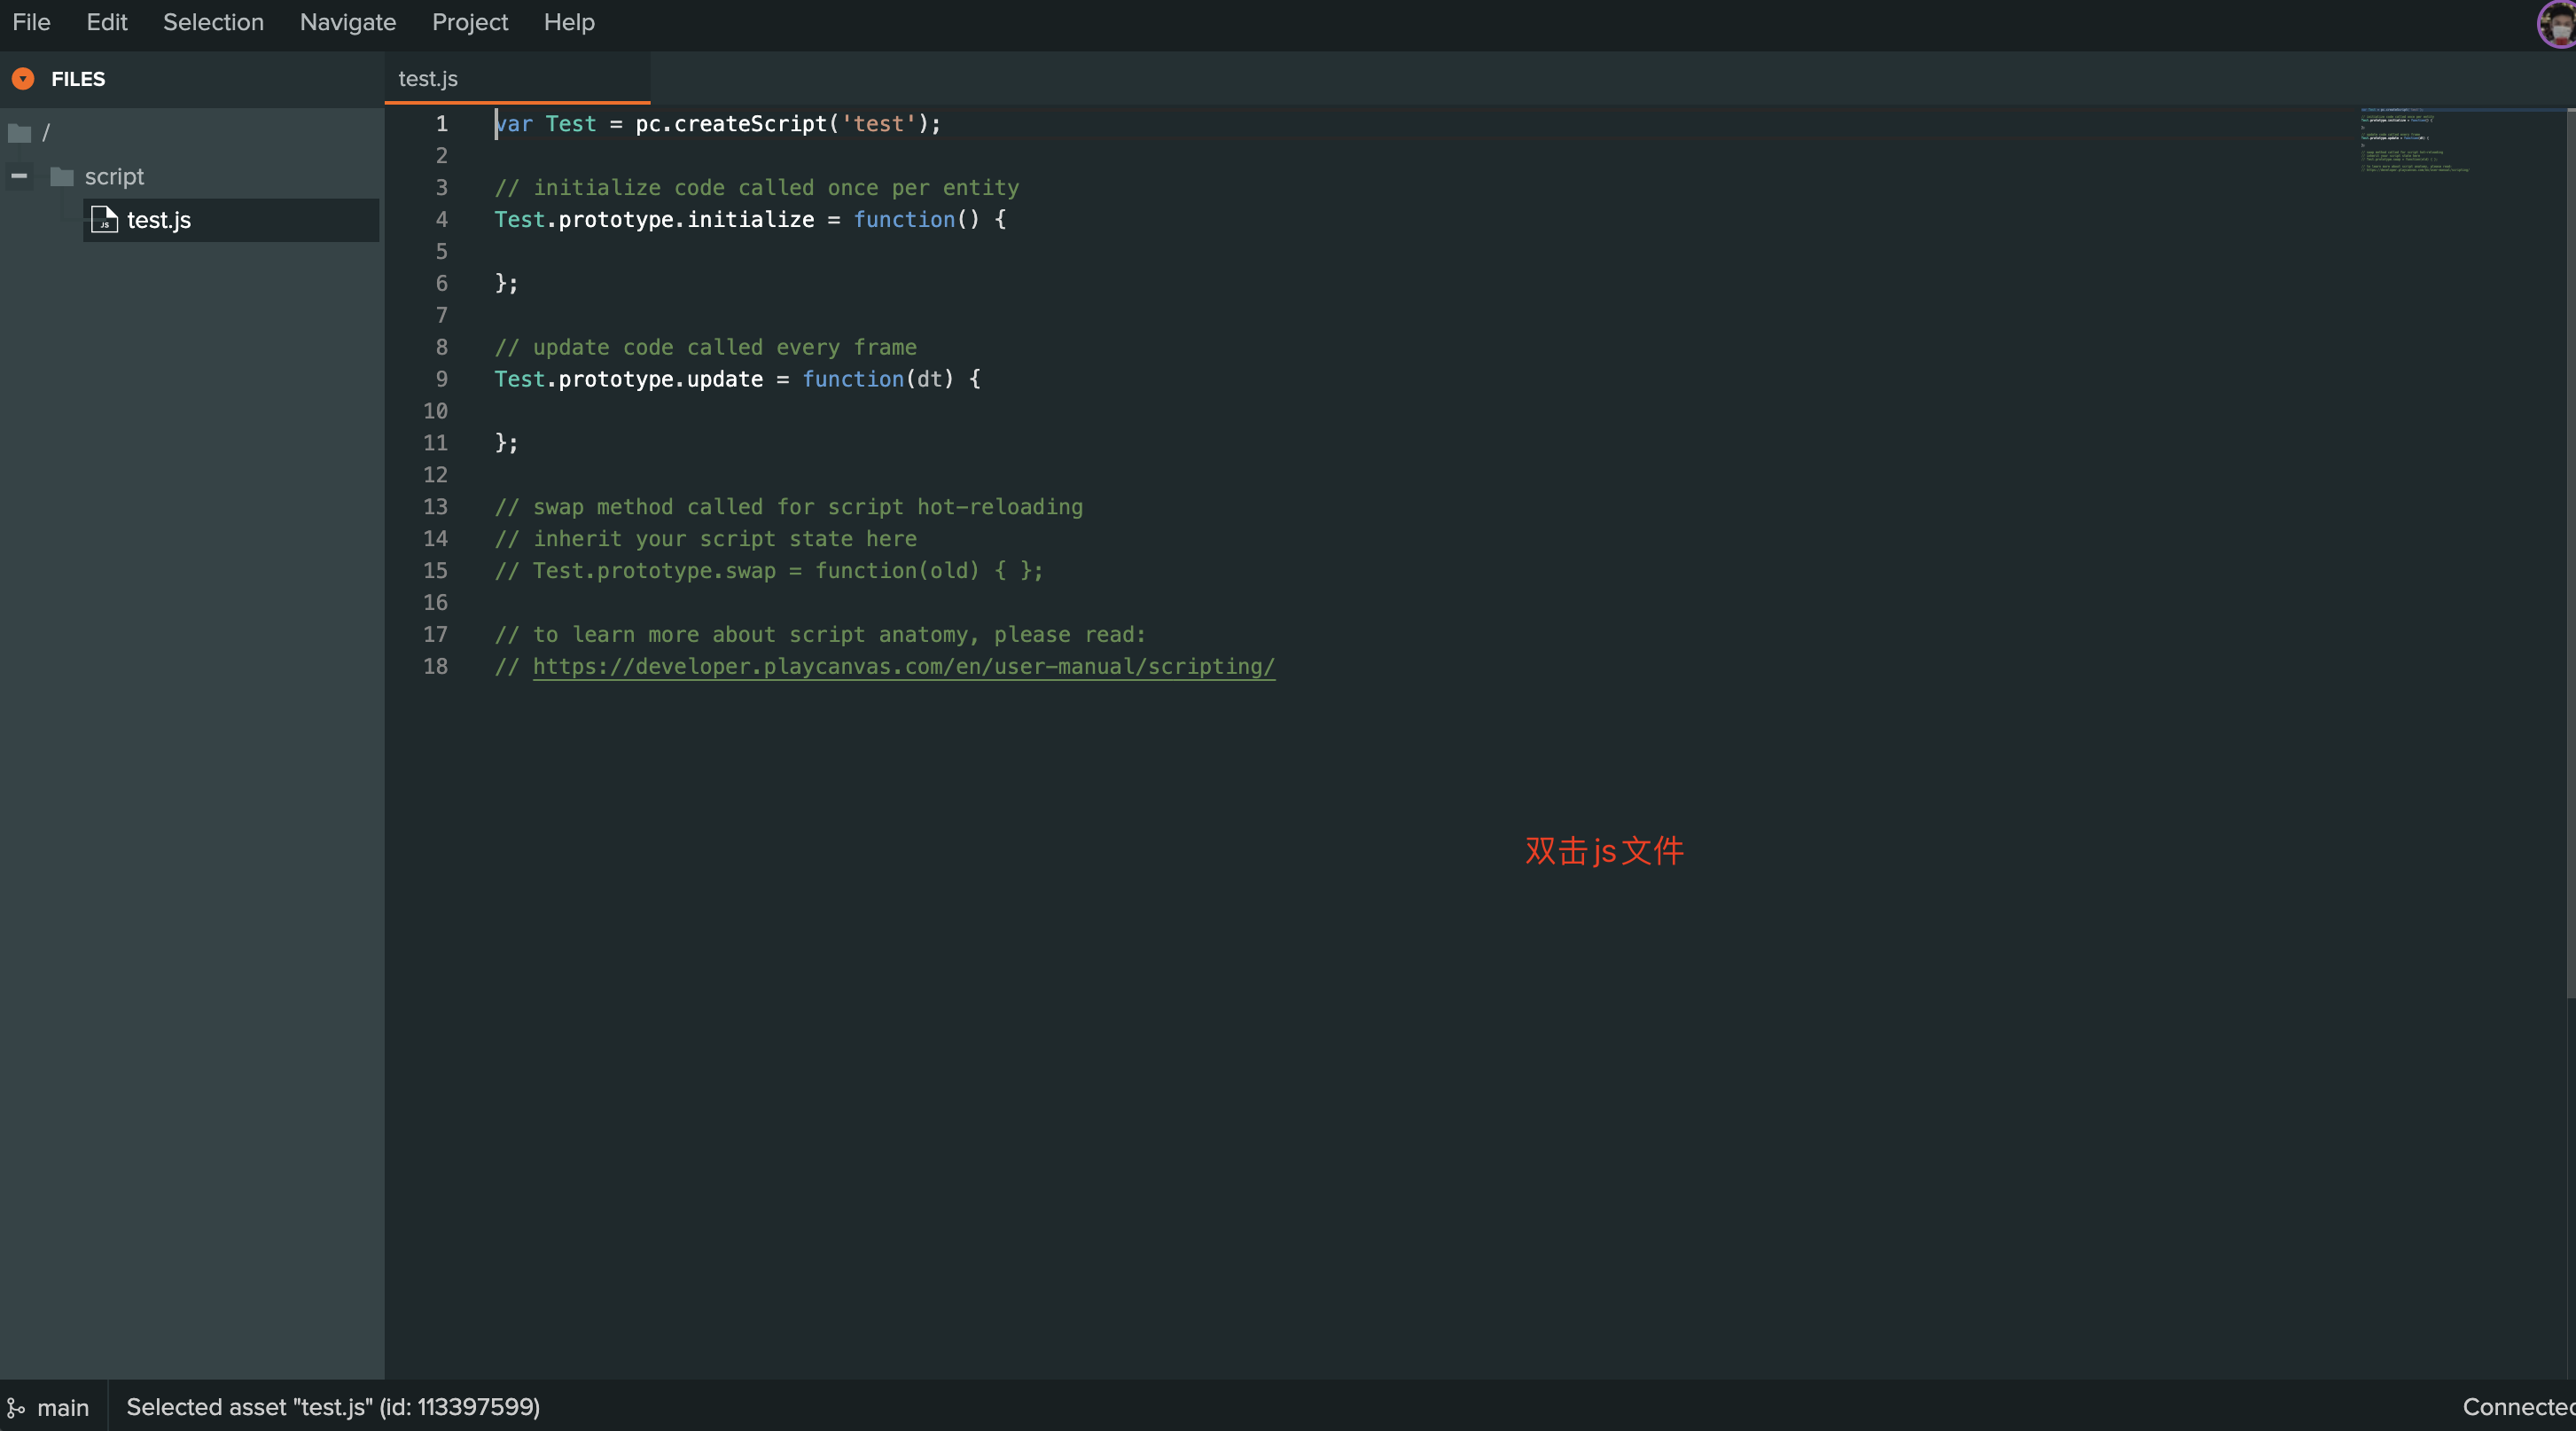 File Edit Selection Navigate Project Help
FILES
test.js
/
script
test.js
1 var Test = pc.createScript('test');
2
3 // initialize code called once per entity
4 Test.prototype.initialize = function() {
5
6 };
7
8 // update code called every frame
9 Test.prototype.update = function(dt) {
10
11 };
12
13 // swap method called for script hot-reloading
14 // inherit your script state here
15 // Test.prototype.swap = function(old) { };
16
17 // to learn more about script anatomy, please read:
18 // https://developer.playcanvas.com/en/user-manual/scripting/
双击js文件
main Selected asset "test.js" (id: 113397599) Connected